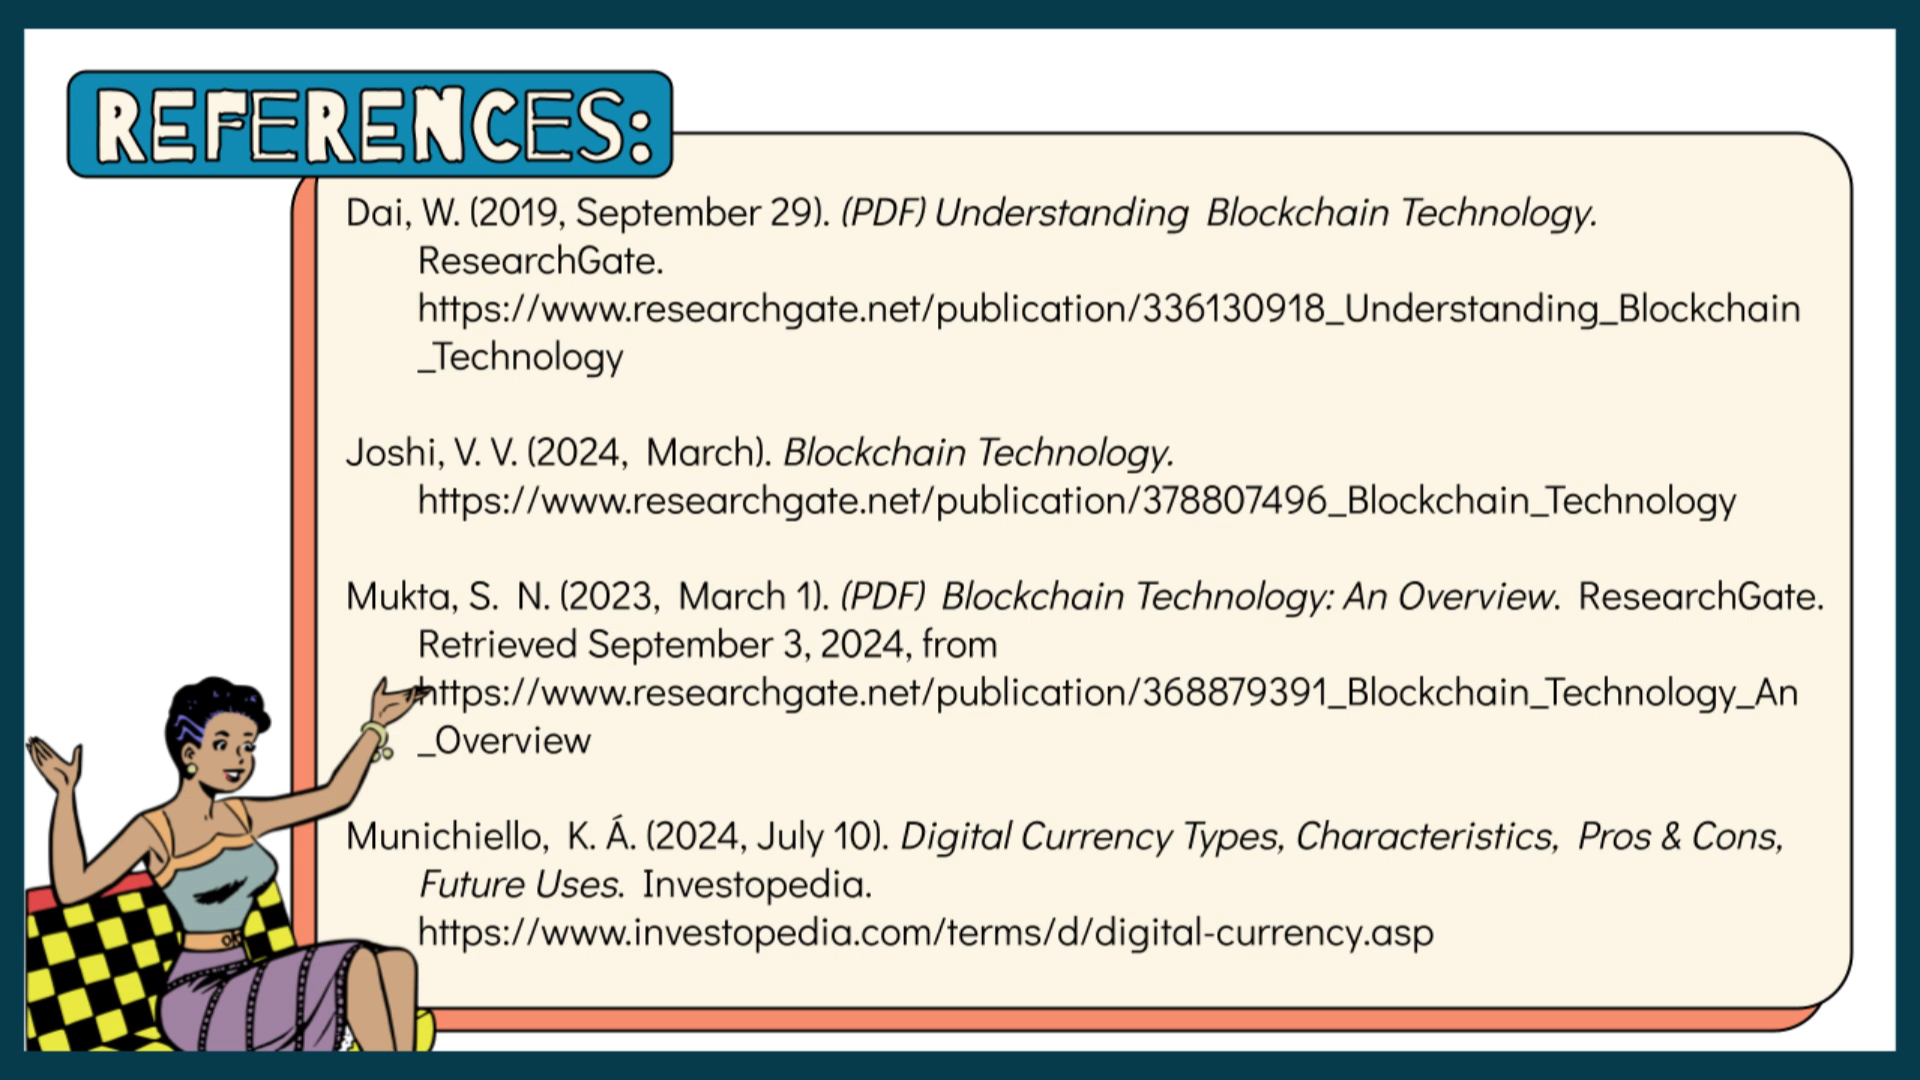 REFERENCES:
Dai, W. (2019, September 29). (PDF) Understanding Blockchain Technology.
ResearchGate.
https://www.researchgate.net/publication/336130918_Understanding_Blockchain
_Technology
Joshi, V. V. (2024, March). Blockchain Technology.
https://www.researchgate.net/publication/378807496_Blockchain_Technology
Mukta, S. N. (2023, March 1). (PDF) Blockchain Technology: An Overview. ResearchGate.
Retrieved September 3, 2024, from
https://www.researchgate.net/publication/368879391_Blockchain_Technology_An
_Overview
Munichiello, K. Á. (2024, July 10). Digital Currency Types, Characteristics, Pros & Cons,
Future Uses. Investopedia.
https://www.investopedia.com/terms/d/digital-currency.asp